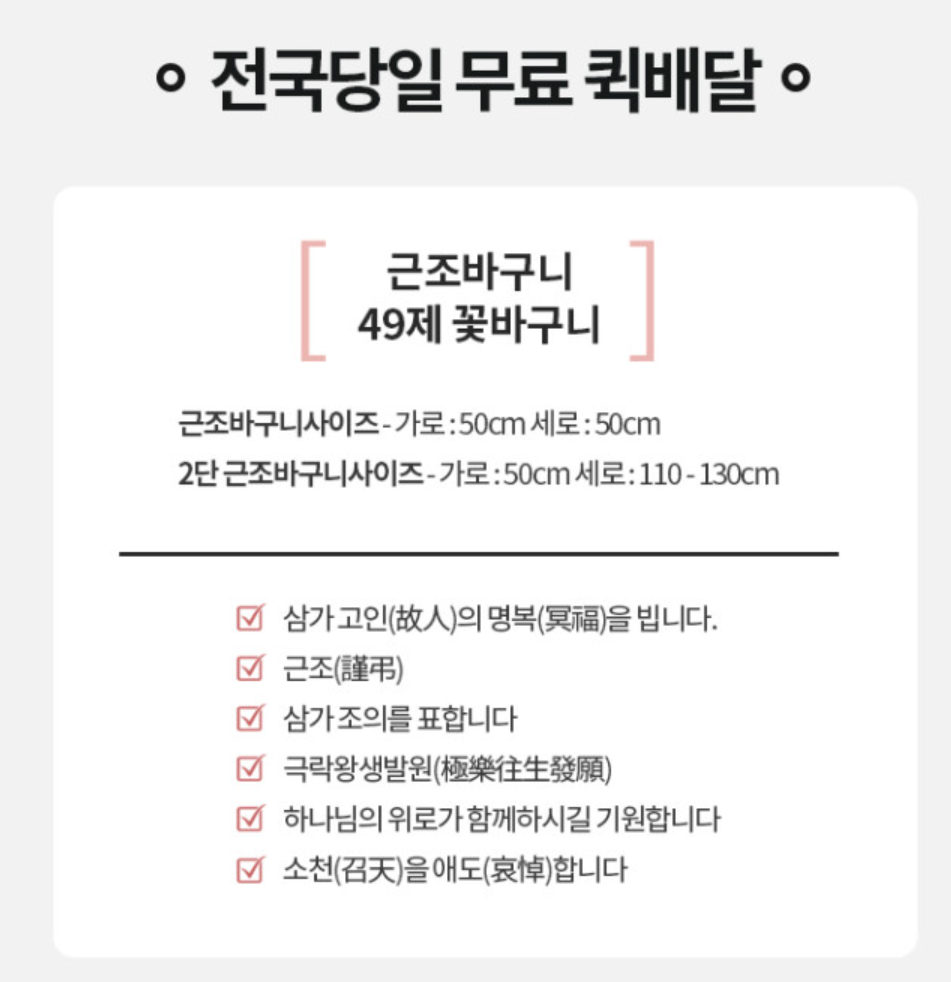 전국당일 무료 퀵배달
근조바구니
49제 꽃바구니
근조바구니사이즈 - 가로 : 50cm 세로 : 50cm
2단 근조바구니사이즈 - 가로 : 50cm 세로 : 110 - 130cm
삼가 고인(故人)의 명복(冥福)을 빕니다.
근조(謹弔)
삼가 조의를 표합니다
극락왕생발원(極樂往生發願)
하나님의 위로가 함께하시길 기원합니다
소천(召天)을 애도(哀悼)합니다